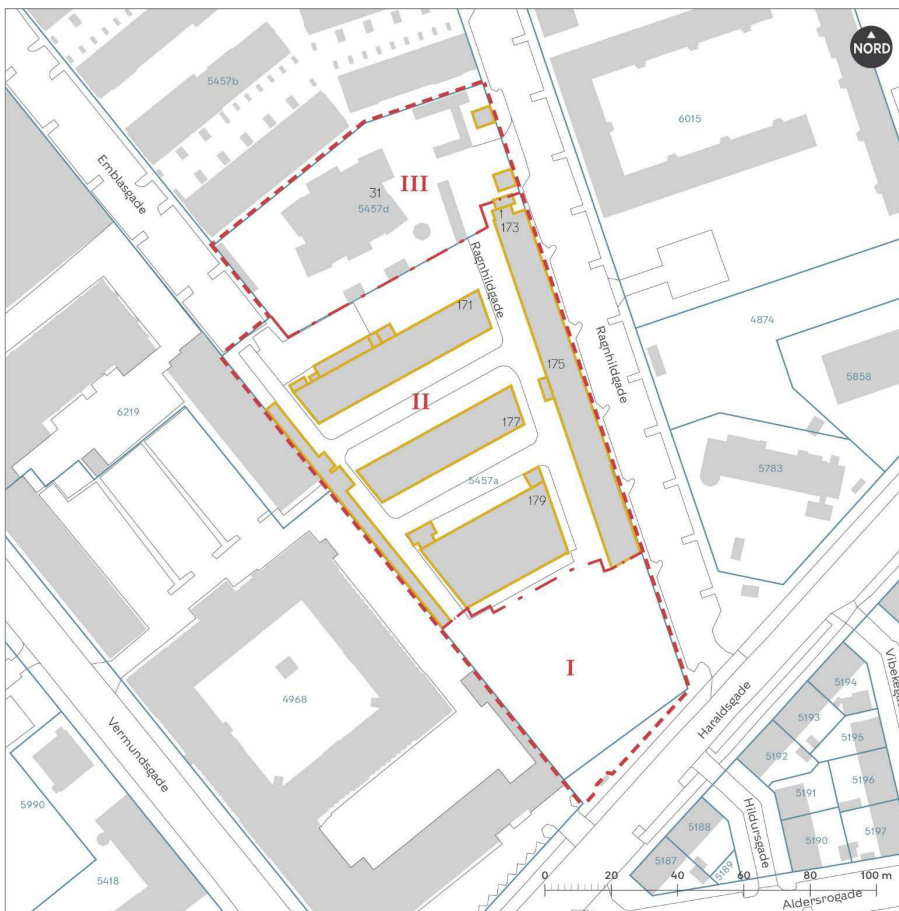 NORD
5457b
6015
Emblasgade
III
31
5457d
1
173
Ragnhildgade
171
Ragnhildgade
4874
175
5858
II
6219
177
5783
5457a
179
I
4968
Haraldsgade
Vibekega
5194
5193
5195
Vermundsgade
5192
5196
5191
5990
Hildursgade
5188
5190
5197
5187
5189
5418
0 20 40 60 80 100 m
Aldersrogade